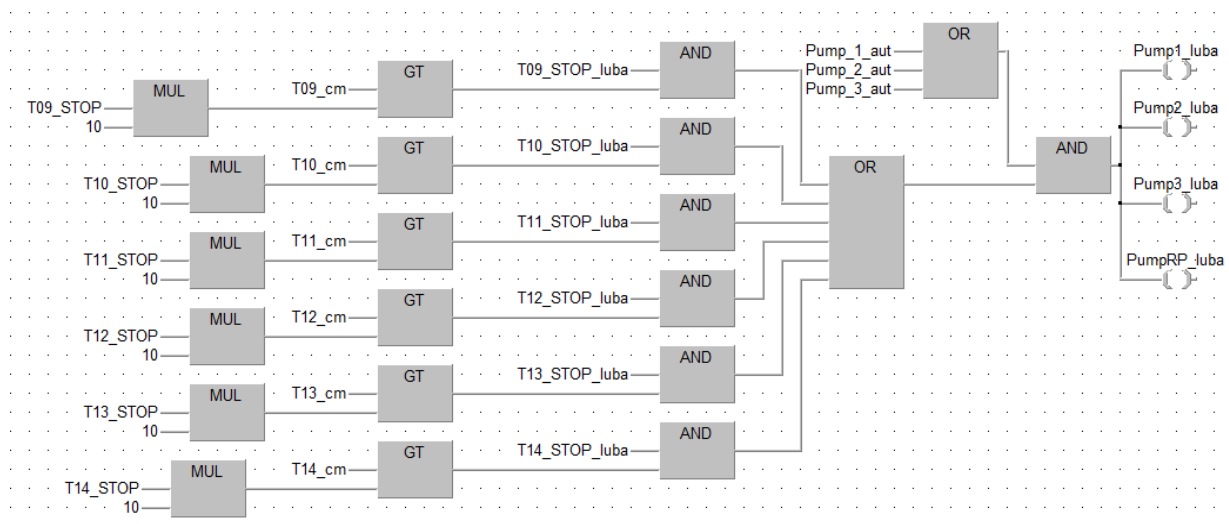 OR
AND
Pump_1_aut
Pump1_luba
GT
T09_STOP_luba
Pump_2_aut
MUL
T09_cm
Pump_3_aut
T09_STOP
10
Pump2_luba
AND
GT
T10_STOP_luba
AND
MUL
T10_cm
OR
T10_STOP
Pump3_luba
10
AND
GT
T11_STOP_luba
MUL
T11_cm
T11_STOP
PumpRP_luba
10
AND
GT
T12_STOP_luba
MUL
T12_cm
T12_STOP
10
AND
GT
T13_STOP_luba
MUL
T13_cm
T13_STOP
10
AND
GT
T14_STOP_luba
MUL
T14_cm
T14_STOP
10